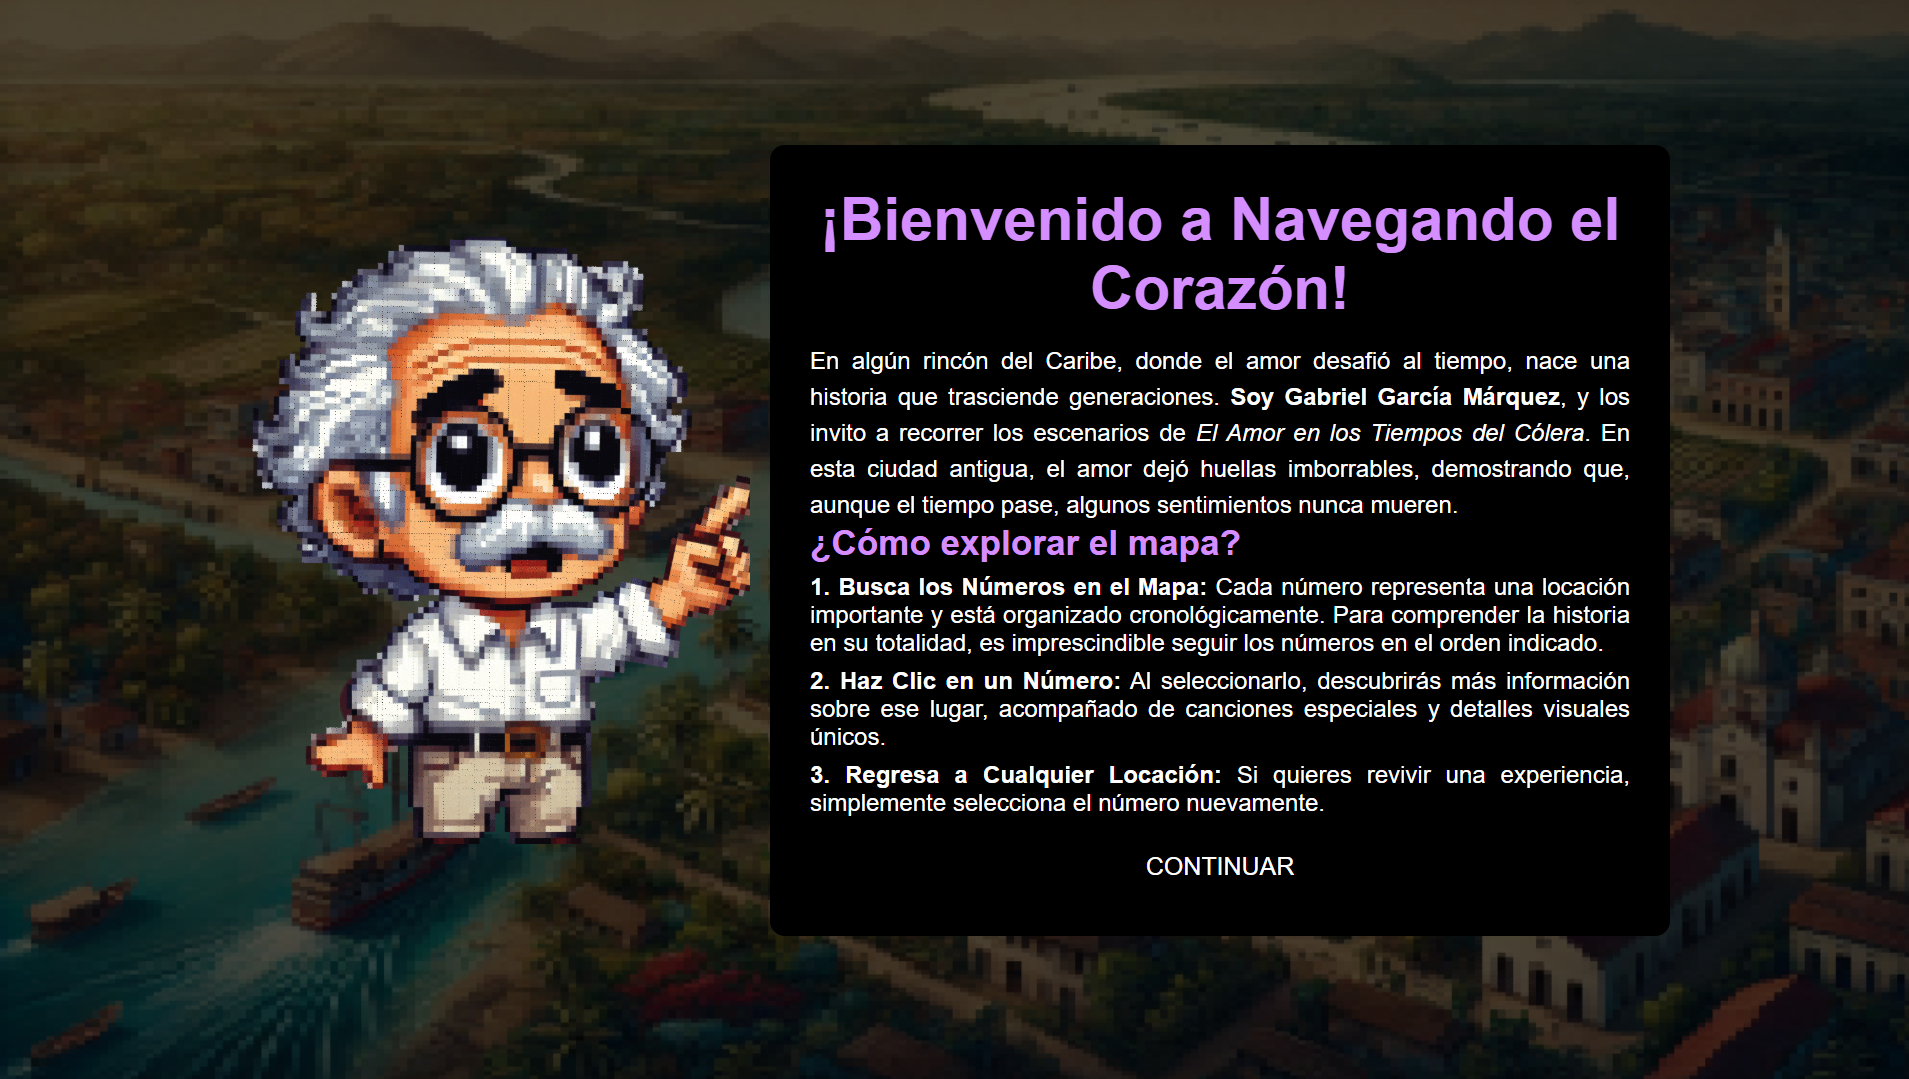 ¡Bienvenido a Navegando el
Corazón!
En algún rincón del Caribe, donde el amor desafió al tiempo, nace una
historia que trasciende generaciones. Soy Gabriel García Márquez, y los
invito a recorrer los escenarios de El Amor en los Tiempos del Cólera. En
esta ciudad antigua, el amor dejó huellas imborrables, demostrando que,
aunque el tiempo pase, algunos sentimientos nunca mueren.
¿Cómo explorar el mapa?
1. Busca los Números en el Mapa: Cada número representa una locación
importante y está organizado cronológicamente. Para comprender la historia
en su totalidad, es imprescindible seguir los números en el orden indicado.
2. Haz Clic en un Número: Al seleccionarlo, descubrirás más información
sobre ese lugar, acompañado de canciones especiales y detalles visuales
únicos.
3. Regresa a Cualquier Locación: Si quieres revivir una experiencia,
simplemente selecciona el número nuevamente.
CONTINUAR